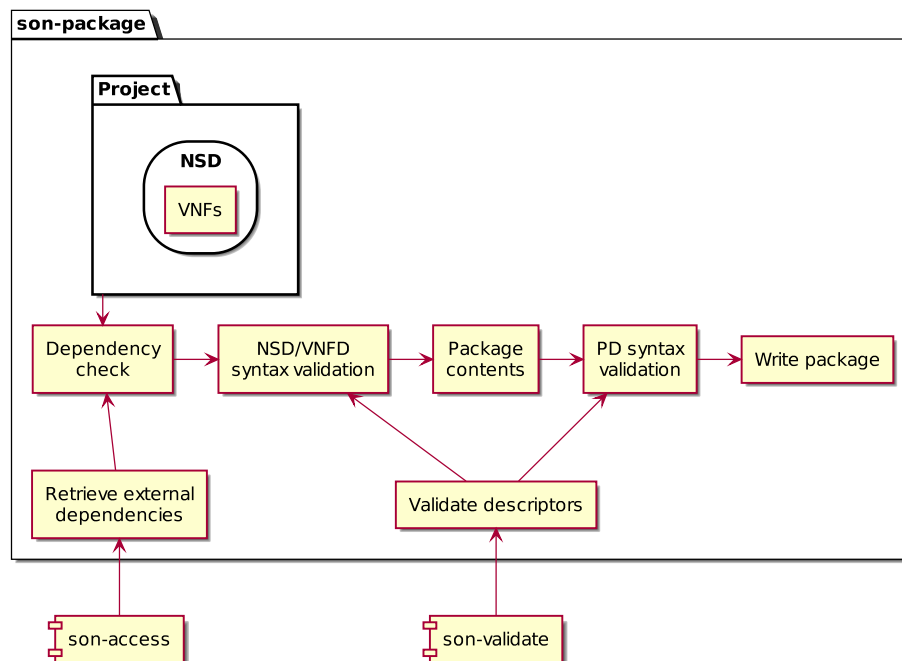 son-package
Project
NSD
VNFs
Dependency
check
NSD/VNFD
syntax validation
Package
contents
PD syntax
validation
Write package
Retrieve external
dependencies
Validate descriptors
son-access
son-validate